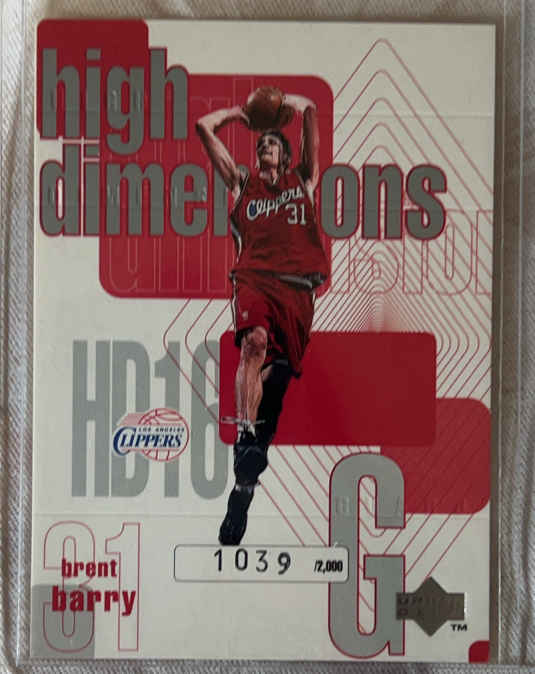 high
dimensions
Clippers
31
HD18
LOS ANGELES
CLIPPERS
G
1039 /2,000
31
brent
barry
TM